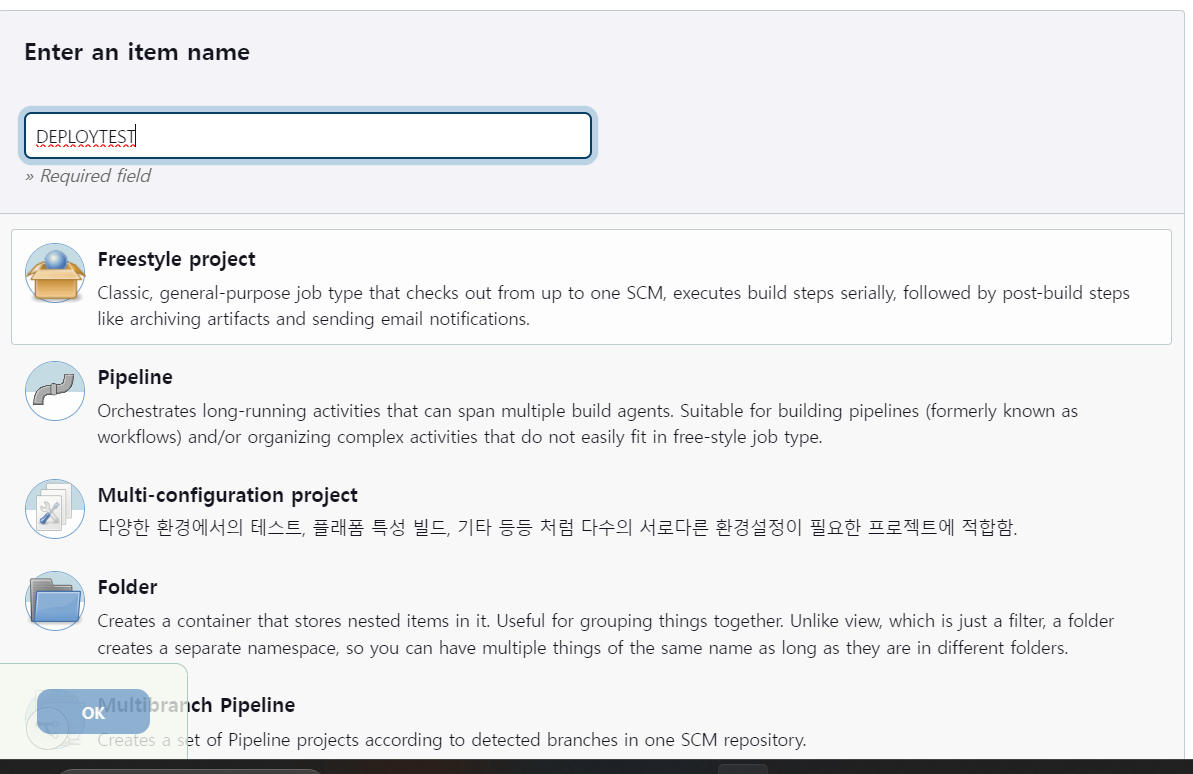 Enter an item name
DEPLOYTEST
» Required field
Freestyle project
Classic, general-purpose job type that checks out from up to one SCM, executes build steps serially, followed by post-build steps
like archiving artifacts and sending email notifications.
Pipeline
Orchestrates long-running activities that can span multiple build agents. Suitable for building pipelines (formerly known as
workflows) and/or organizing complex activities that do not easily fit in free-style job type.
Multi-configuration project
다양한 환경에서의 테스트, 플래폼 특성 빌드, 기타 등등 처럼 다수의 서로다른 환경설정이 필요한 프로젝트에 적합함.
Folder
Creates a container that stores nested items in it. Useful for grouping things together. Unlike view, which is just a filter, a folder
creates a separate namespace, so you can have multiple things of the same name as long as they are in different folders.
Multibranch Pipeline
OK
Creates a set of Pipeline projects according to detected branches in one SCM repository.